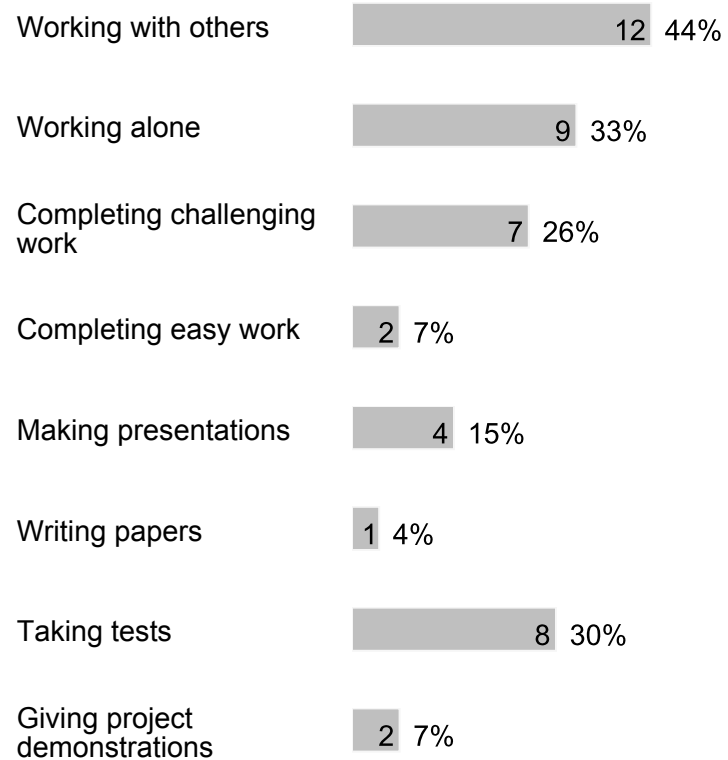 Working with others 12 44%
Working alone 9 33%
Completing challenging
work 7 26%
Completing easy work 2 7%
Making presentations 4 15%
Writing papers 1 4%
Taking tests 8 30%
Giving project
demonstrations 2 7%